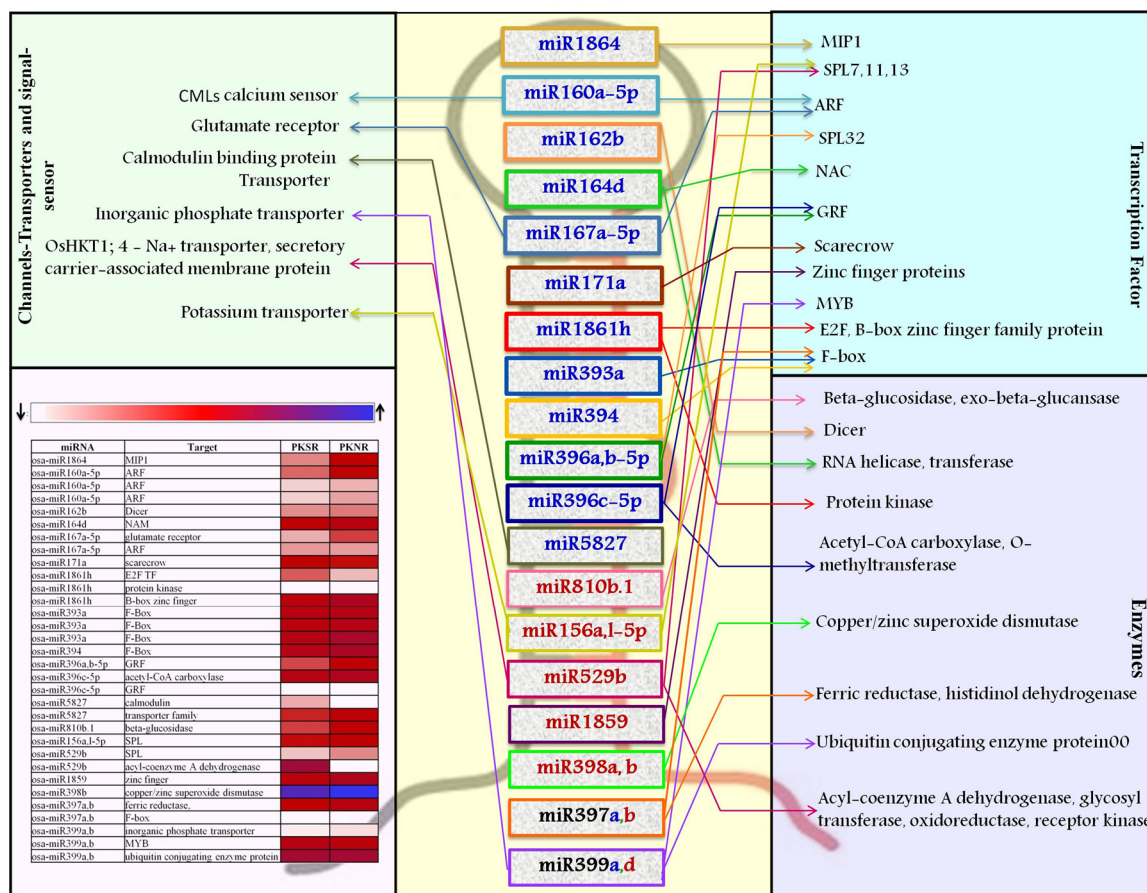 Channels-Transporters and signal-
sensor
CMLs calcium sensor
Glutamate receptor
Calmodulin binding protein
Transporter
Inorganic phosphate transporter
OsHKT1; 4 – Na+ transporter, secretory
carrier-associated membrane protein
Potassium transporter
miRNA Target PKSR PKNR
osa-miR1864 MIP1
osa-miR160a-5p ARF
osa-miR160a-5p ARF
osa-miR160a-5p ARF
osa-miR162b Dicer
osa-miR164d NAM
osa-miR167a-5p glutamate receptor
osa-miR167a-5p ARF
osa-miR171a scarecrow
osa-miR1861h E2F TF
osa-miR1861h protein kinase
osa-miR1861h B-box zinc finger
osa-miR393a F-Box
osa-miR393a F-Box
osa-miR393a F-Box
osa-miR394 F-Box
osa-miR396a.b-5p GRF
osa-miR396c-5p acetyl-CoA carboxylase
osa-miR396c-5p GRF
osa-miR5827 calmodulin
osa-miR5827 transporter family
osa-miR810b.1 beta-glucosidase
osa-miR156a,l-5p SPL
osa-miR529b SPL
osa-miR529b acyl-coenzyme A dehydrogenase
osa-miR1859 zinc finger
osa-miR398b copper/zinc superoxide dismutase
osa-miR397a.b ferric reductase,
osa-miR397a.b F-box
osa-miR399a.b inorganic phosphate transporter
osa-miR399a.b MYB
osa-miR399a.b ubiquitin conjugating enzyme protein
miR1864
miR160a-5p
miR162b
miR164d
miR167a-5p
miR171a
miR1861h
miR393a
miR394
miR396a,b-5p
miR396c-5p
miR5827
miR810b.1
miR156a,l-5p
miR529b
miR1859
miR398a, b
miR397a,b
miR399a,d
MIP1
SPL7,11,13
ARF
SPL32
NAC
GRF
Scarecrow
Zinc finger proteins
MYB
E2F, B-box zinc finger family protein
F-box
Transcription Factor
Beta-glucosidase, exo-beta-glucansase
Dicer
RNA helicase, transferase
Protein kinase
Acetyl-CoA carboxylase, O-
methyltransferase
Copper/zinc superoxide dismutase
Ferric reductase, histidinol dehydrogenase
Ubiquitin conjugating enzyme protein00
Acyl-coenzyme A dehydrogenase, glycosyl
transferase, oxidoreductase, receptor kinase
Enzymes